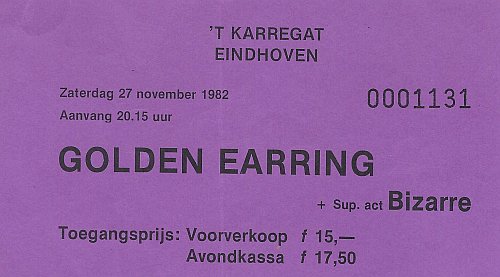 'T KARREGAT
EINDHOVEN
Zaterdag 27 november 1982
0001131
Aanvang 20.15 uur
GOLDEN EARRING
+ Sup. act Bizarre
Toegangsprijs: Voorverkoop f 15,—
Avondkassa f 17,50